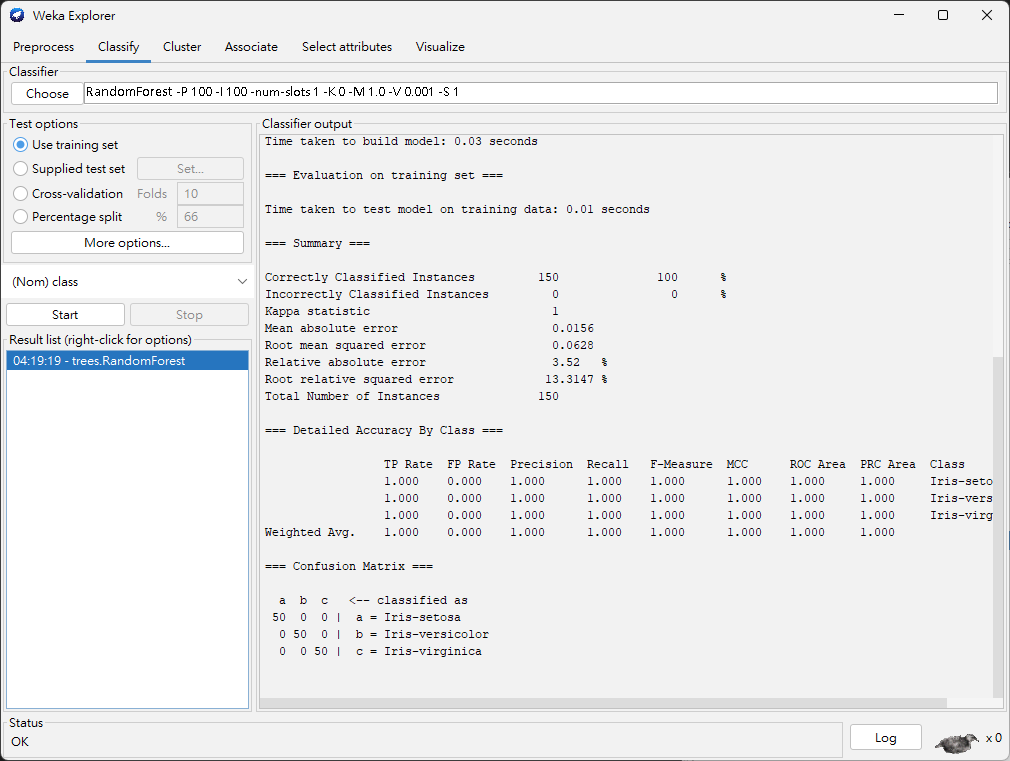 Weka Explorer
Preprocess Classify Cluster Associate Select attributes Visualize
Classifier
Choose RandomForest -P 100 -I 100 -num-slots 1 -K 0 -M 1.0 -V 0.001 -S 1
Test options
Use training set
Supplied test set Set...
Cross-validation Folds 10
Percentage split % 66
More options...
(Nom) class
Start Stop
Result list (right-click for options)
04:19:19 - trees.RandomForest
Classifier output
Time taken to build model: 0.03 seconds
=== Evaluation on training set ===
Time taken to test model on training data: 0.01 seconds
=== Summary ===
Correctly Classified Instances 150 100 %
Incorrectly Classified Instances 0 0 %
Kappa statistic 1
Mean absolute error 0.0156
Root mean squared error 0.0628
Relative absolute error 3.52 %
Root relative squared error 13.3147 %
Total Number of Instances 150
=== Detailed Accuracy By Class ===
TP Rate FP Rate Precision Recall F-Measure MCC ROC Area PRC Area Class
1.000 0.000 1.000 1.000 1.000 1.000 1.000 1.000 Iris-seto
1.000 0.000 1.000 1.000 1.000 1.000 1.000 1.000 Iris-vers
1.000 0.000 1.000 1.000 1.000 1.000 1.000 1.000 Iris-virg
Weighted Avg. 1.000 0.000 1.000 1.000 1.000 1.000 1.000 1.000
=== Confusion Matrix ===
a b c <-- classified as
50 0 0 | a = Iris-setosa
0 50 0 | b = Iris-versicolor
0 0 50 | c = Iris-virginica
Status
OK
Log x 0